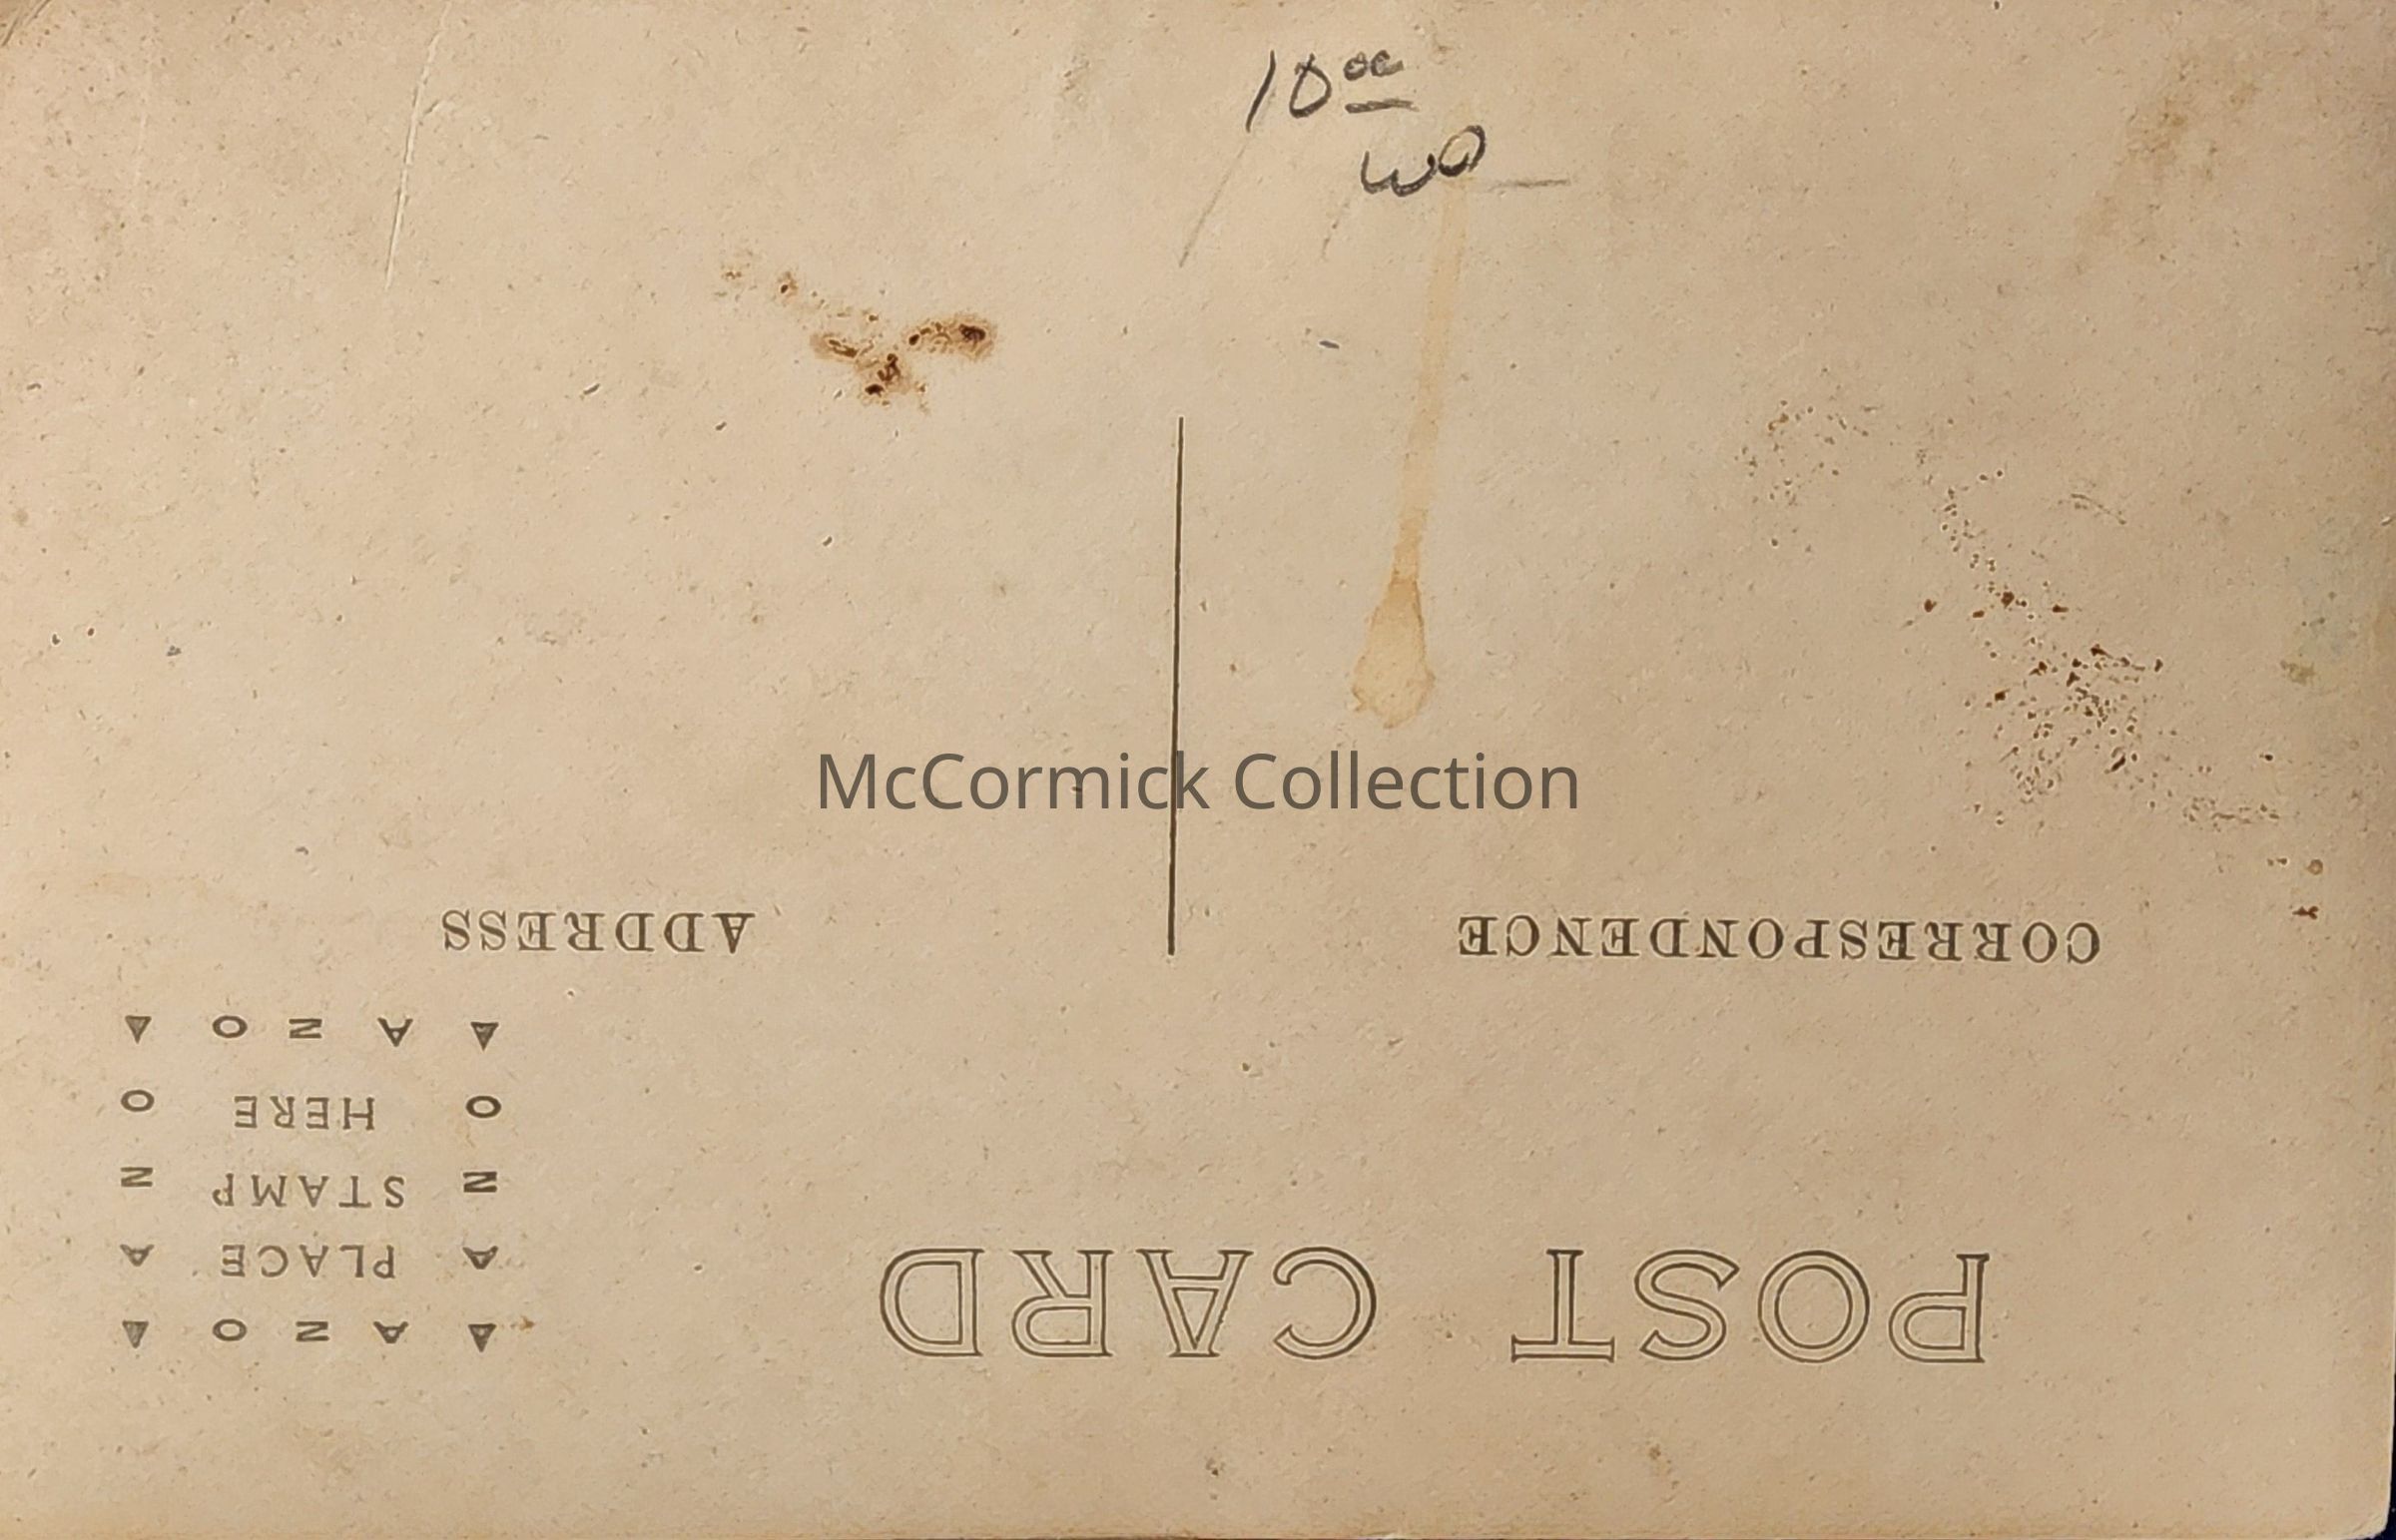 10 00
WO
McCormick Collection
POST CARD
▲ A Z O ▲
A PLACE A
Z STAMP Z
O HERE O
▲ A Z O ▲
CORRESPONDENCE
ADDRESS